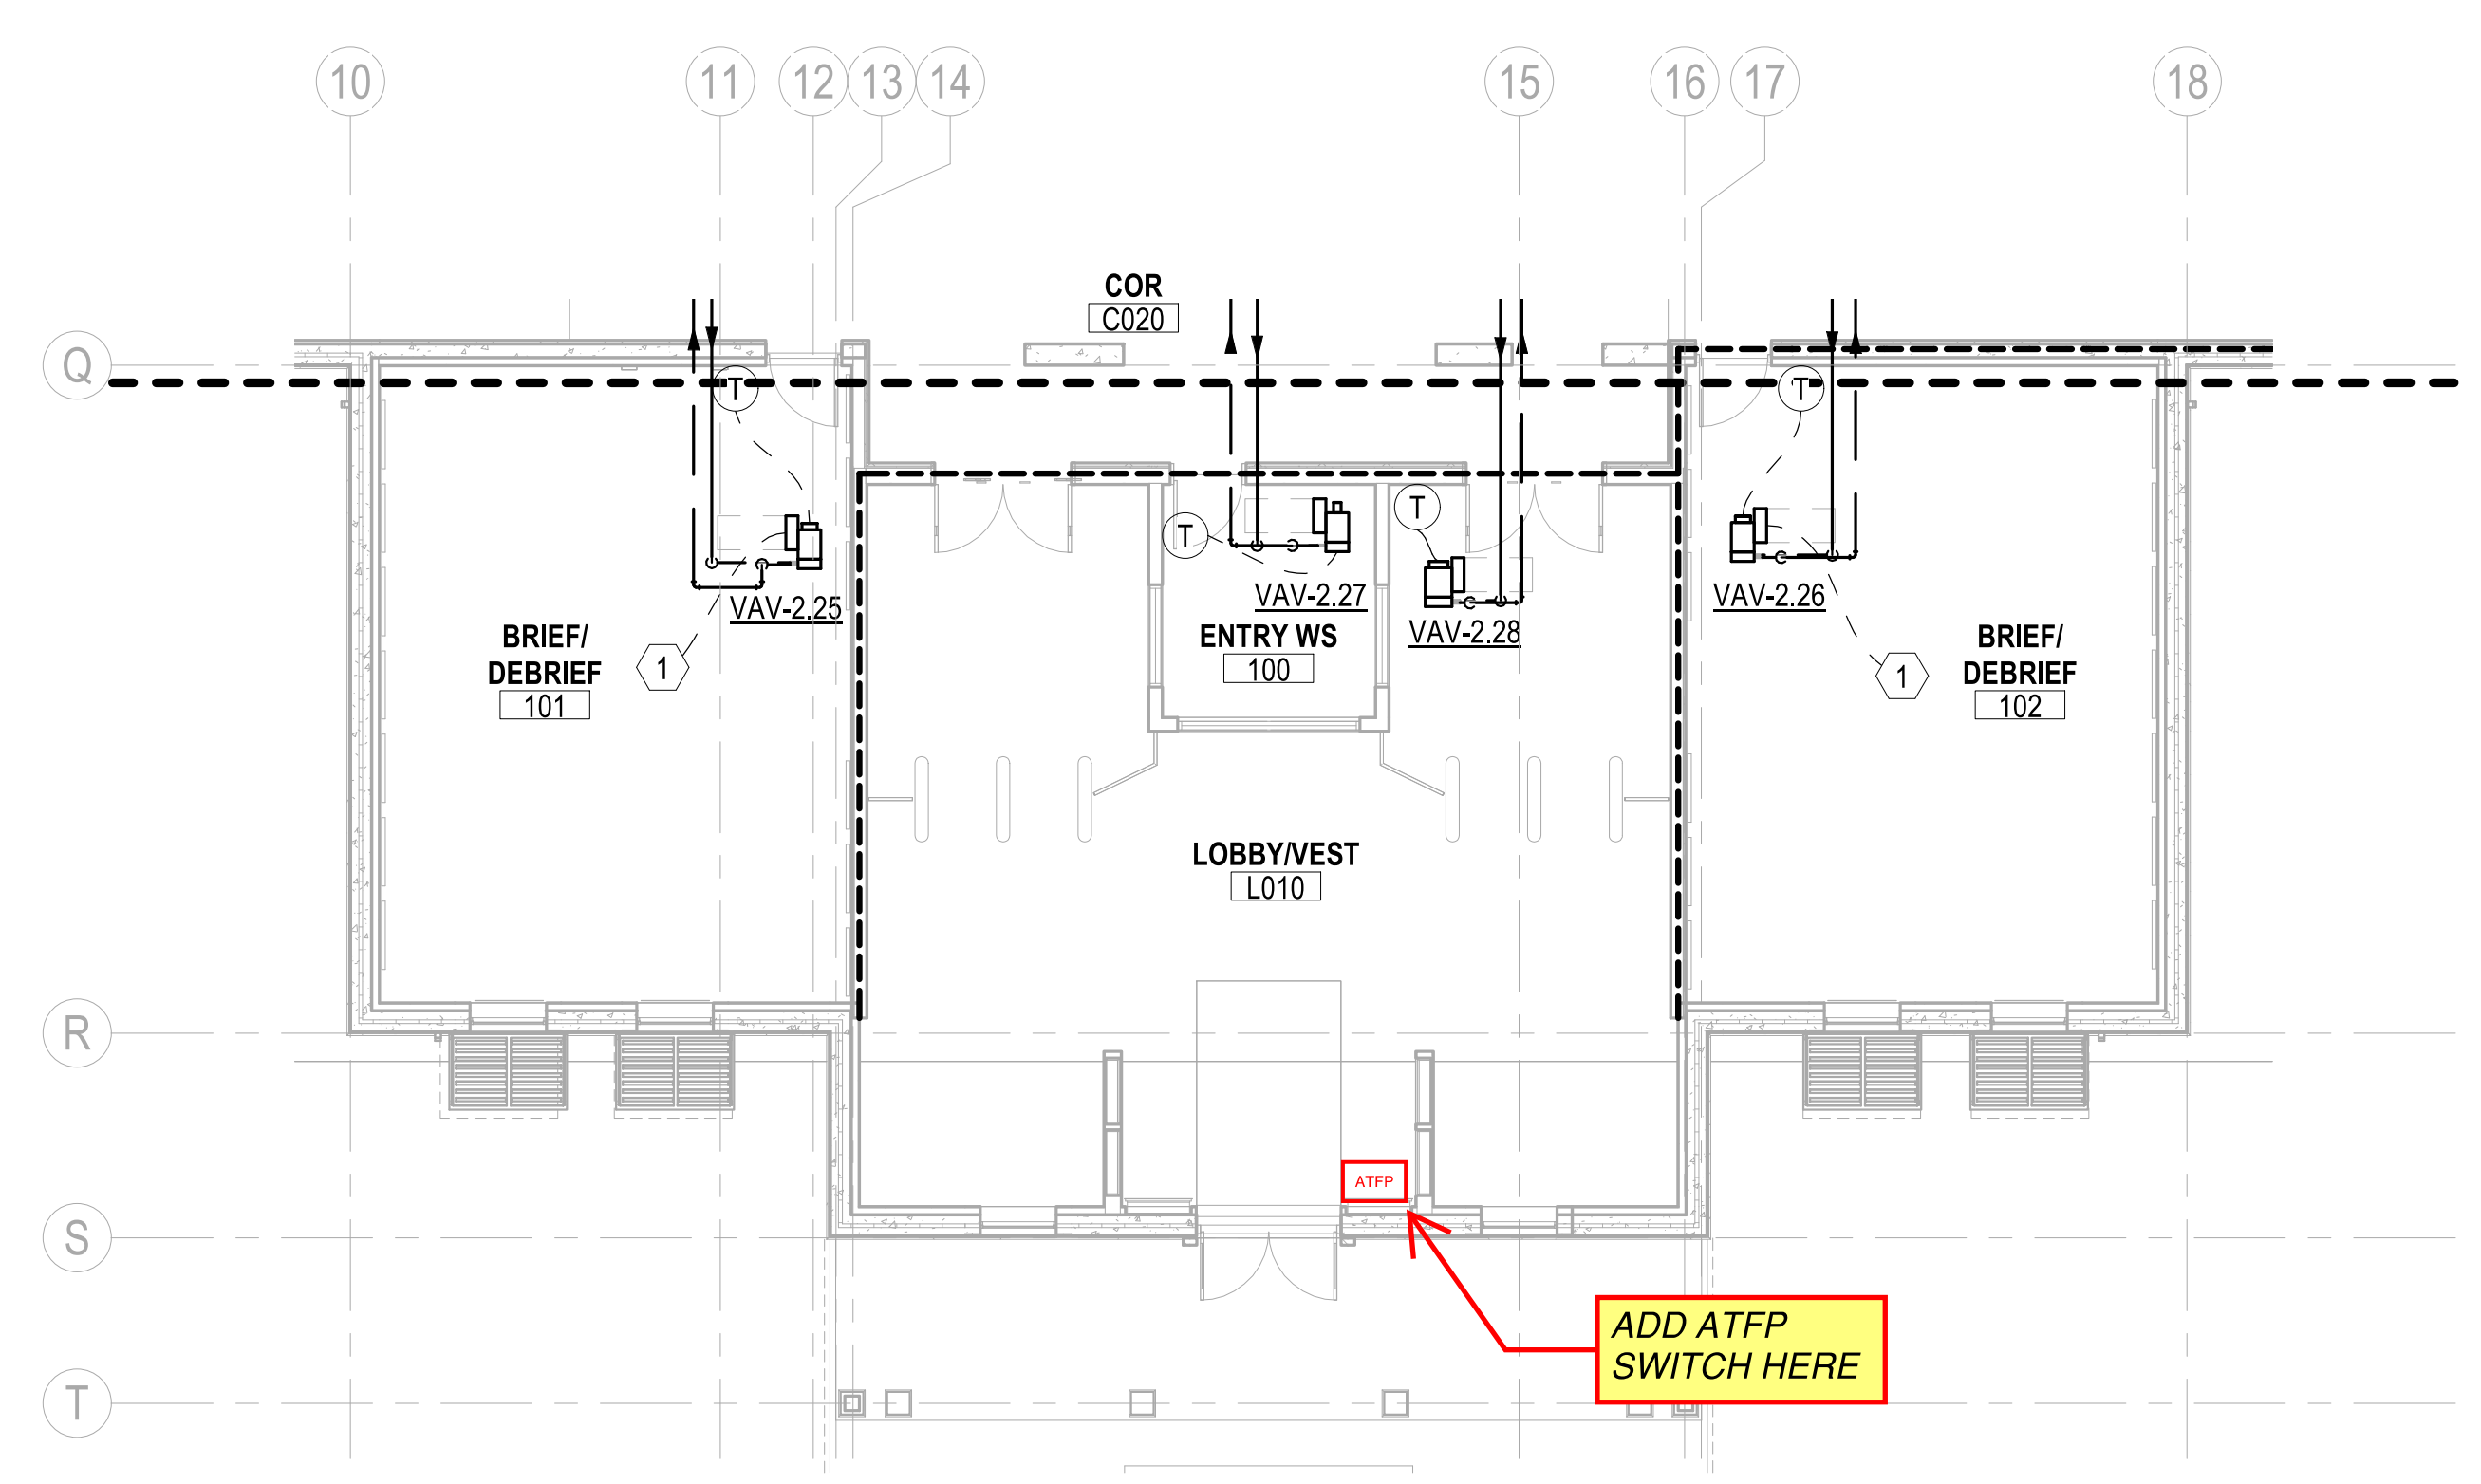 10
11
12
13
14
15
16
17
18
COR
C020
Q
T
T
T
T
VAV-2.25
VAV-2.27
VAV-2.28
VAV-2.26
BRIEF/
DEBRIEF
101
1
ENTRY WS
100
1
BRIEF/
DEBRIEF
102
LOBBY/VEST
L010
R
ATFP
S
ADD ATFP
SWITCH HERE
T